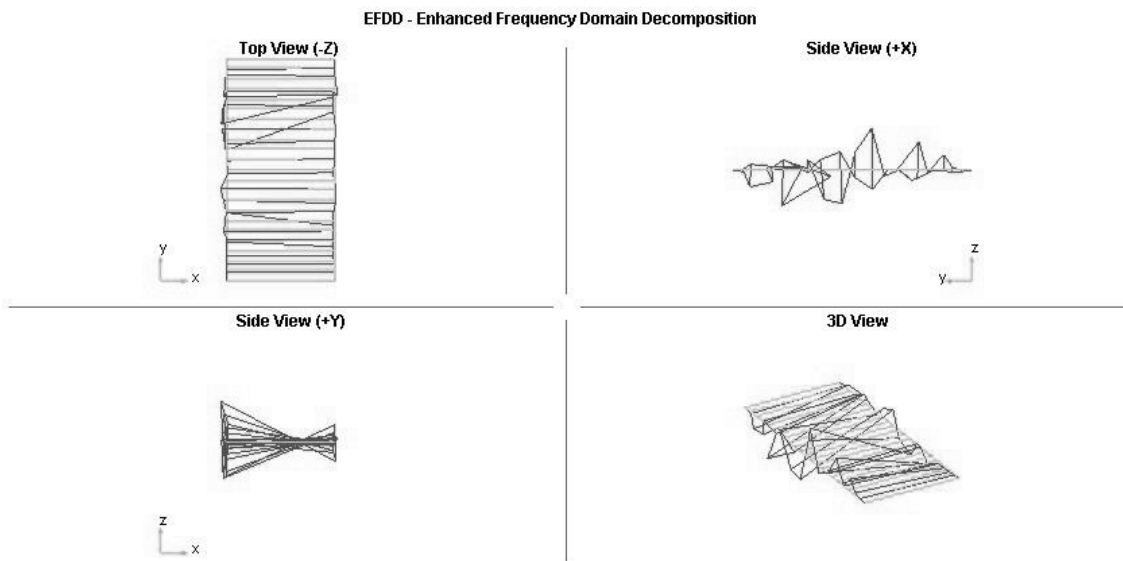 EFDD - Enhanced Frequency Domain Decomposition
Top View (-Z)
Side View (+X)
y
x
z
y
Side View (+Y)
3D View
z
x